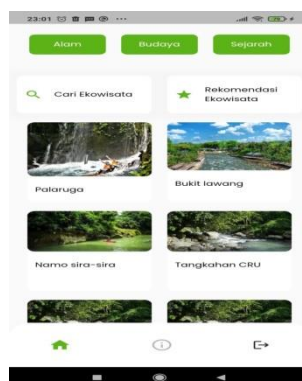 23:01
Alam Budaya Sejarah
Cari Ekowisata
Rekomendasi
Ekowisata
Palaruga
Bukit lawang
Namo sira-sira
Tangkahan CRU